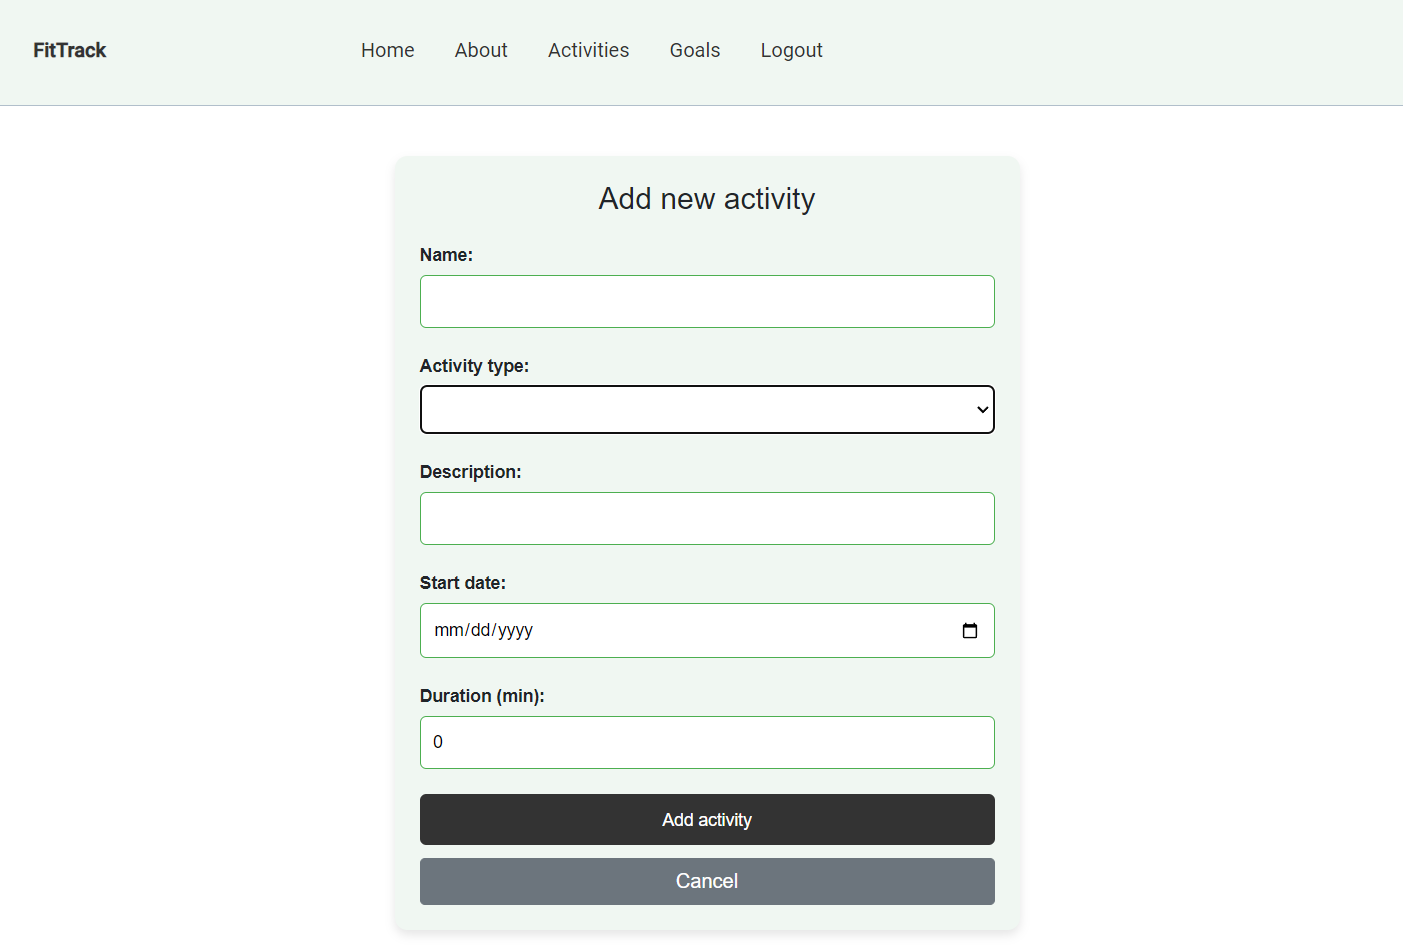 FitTrack Home About Activities Goals Logout
Add new activity
Name:
Activity type:
Description:
Start date:
mm/dd/yyyy
Duration (min):
0
Add activity
Cancel